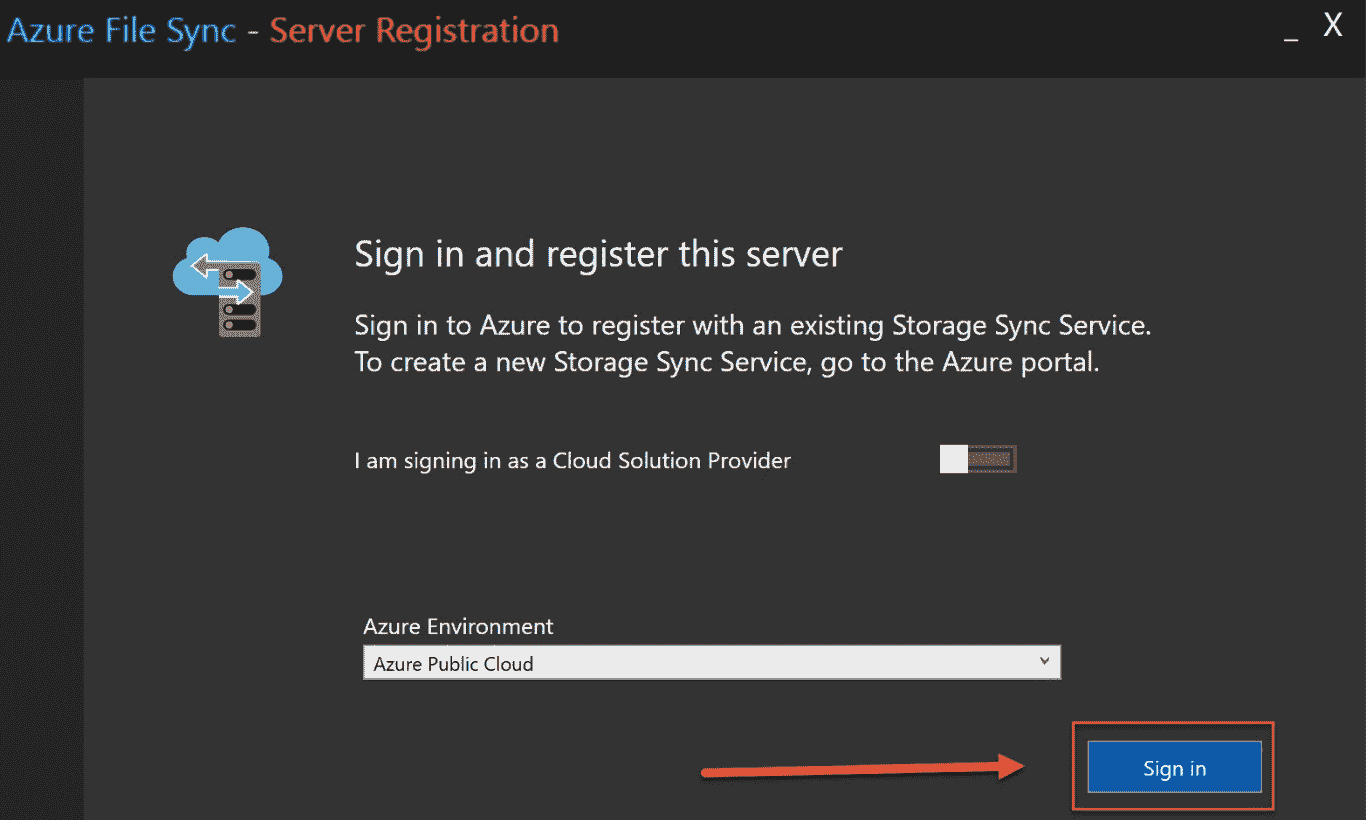 Azure File Sync - Server Registration
_ X
Sign in and register this server
Sign in to Azure to register with an existing Storage Sync Service.
To create a new Storage Sync Service, go to the Azure portal.
I am signing in as a Cloud Solution Provider
Azure Environment
Azure Public Cloud
Sign in